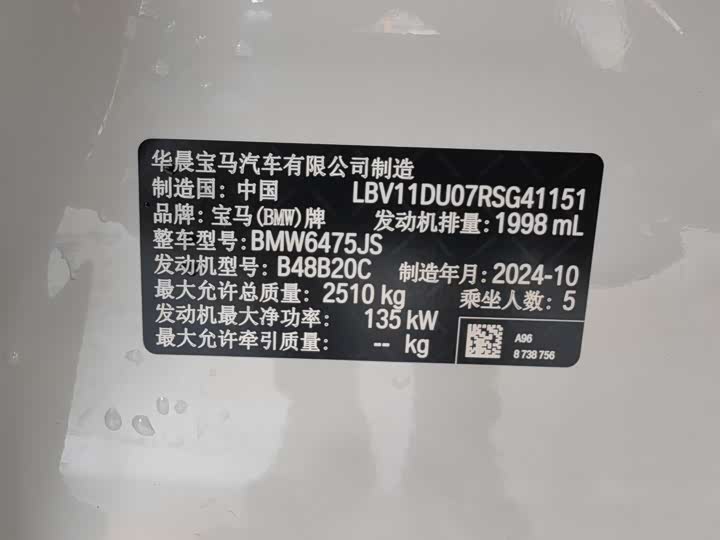 华晨宝马汽车有限公司制造
制造国: 中国 LBV11DU07RSG41151
品牌: 宝马(BMW)牌 发动机排量: 1998 mL
整车型号: BMW6475JS
发动机型号: B48B20C 制造年月: 2024-10
最大允许总质量: 2510 kg 乘坐人数: 5
发动机最大净功率: 135 kW
最大允许牵引质量: -- kg
A96
8 738 756